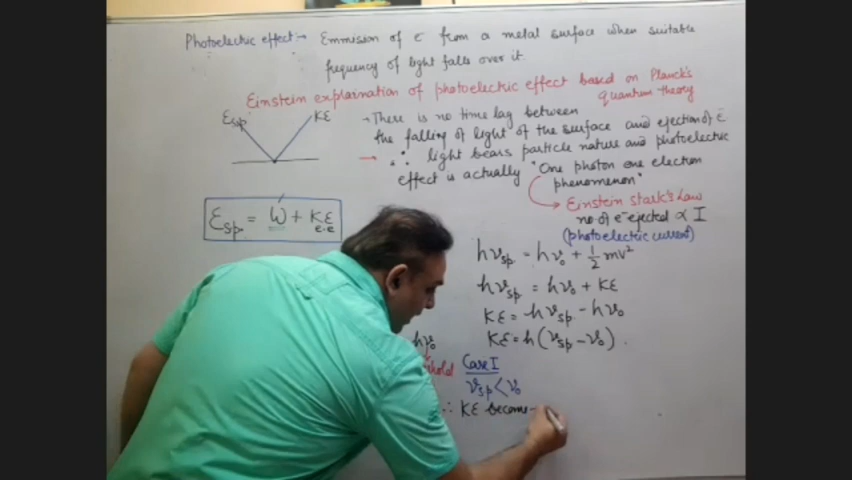 Photoelectric effect:- Emmision of e⁻ from a metal surface when suitable
frequency of light falls over it.
Einstein explaination of photoelectric effect based on Planck's
quantum theory
Esp KE
→ There is no time lag between
the falling of light of the surface and ejection of e⁻
→ ∴ light bears particle nature and photoelectric
effect is actually "One photon one electron
phenomenon"
→ Einstein stark's Law
no of e⁻ ejected ∝ I
(photoelectric current)
Esp = W + KE
e.e
hνsp = hν₀ + 1/2 mv²
hνsp = hν₀ + KE
KE = hνsp - hν₀
KE = h(νsp - ν₀).
hν₀
Case I
νsp < ν₀
∴ KE become -